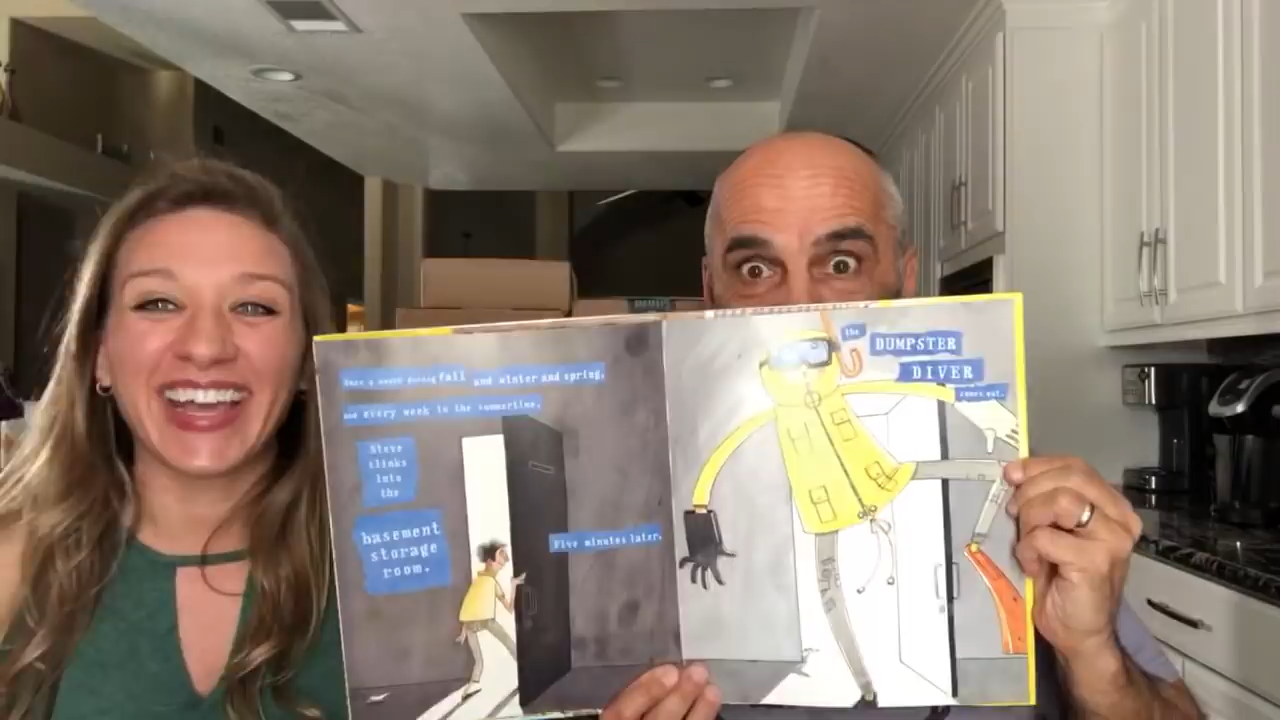 Once a month during fall and winter and spring,
and every week in the summertime,
Steve
slinks
into
the
basement
storage
room.
Five minutes later,
the DUMPSTER
DIVER
comes out.